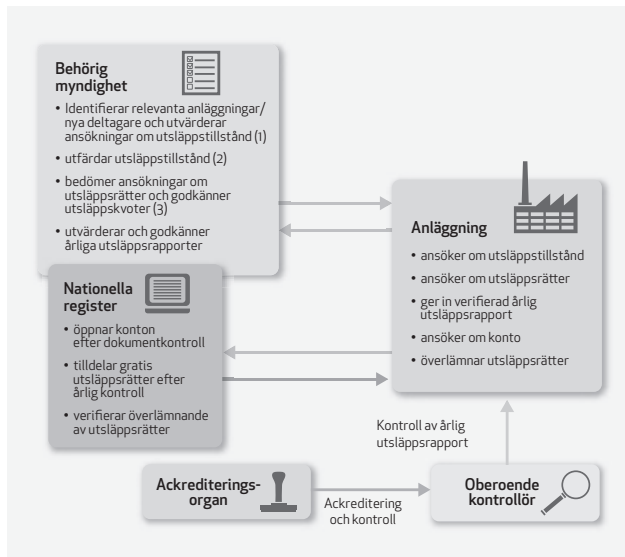 Behörig
myndighet
• Identifierar relevanta anläggningar/
nya deltagare och utvärderar
ansökningar om utsläppstillstånd (1)
• utfärdar utsläppstillstånd (2)
• bedömer ansökningar om
utsläppsrätter och godkänner
utsläppskvoter (3)
• utvärderar och godkänner
årliga utsläppsrapporter
Nationella
register
• öppnar konton
efter dokumentkontroll
• tilldelar gratis
utsläppsrätter efter
årlig kontroll
• verifierar överlämnande
av utsläppsrätter
Anläggning
• ansöker om utsläppstillstånd
• ansöker om utsläppsrätter
• ger in verifierad årlig
utsläppsrapport
• ansöker om konto
• överlämnar utsläppsrätter
Kontroll av årlig
utsläppsrapport
Ackrediterings-
organ
Ackreditering
och kontroll
Oberoende
kontrollör